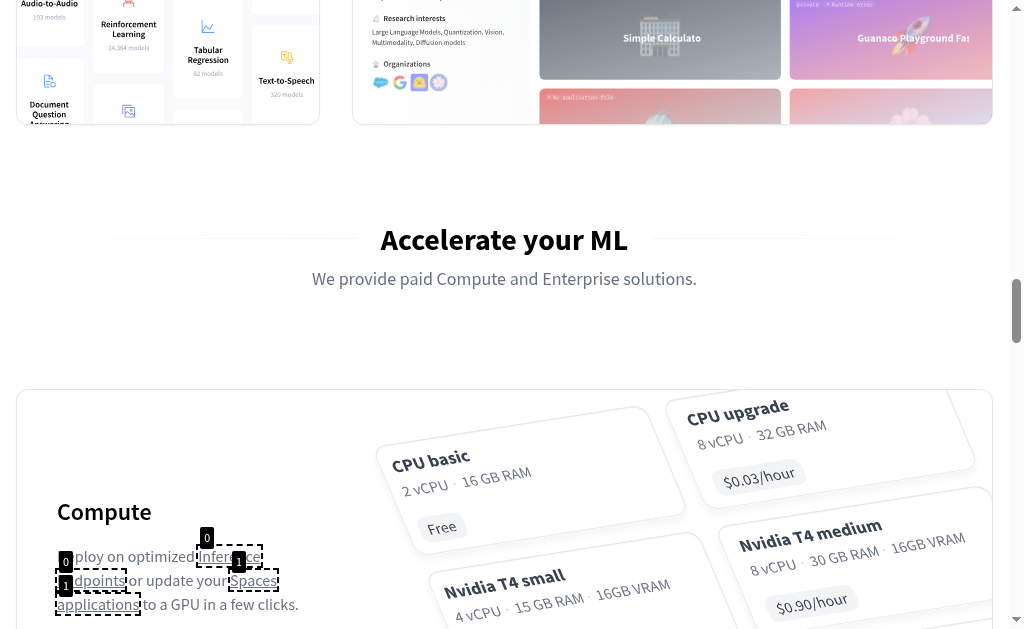 Audio-to-Audio
193 models
Reinforcement
Learning
24,364 models
Tabular
Regression
82 models
Text-to-Speech
320 models
Document
Question
Answering
Research interests
Large Language Models, Quantization, Vision,
Multimodality, Diffusion models
Organizations
Simple Calculato
private
Runtime error
Guanaco Playground Fas
No application file
Accelerate your ML
We provide paid Compute and Enterprise solutions.
Compute
0
0
1
1
Deploy on optimized Inference
Endpoints or update your Spaces
applications to a GPU in a few clicks.
CPU basic
2 vCPU · 16 GB RAM
Free
CPU upgrade
8 vCPU · 32 GB RAM
$0.03/hour
Nvidia T4 small
4 vCPU · 15 GB RAM · 16GB VRAM
Nvidia T4 medium
8 vCPU · 30 GB RAM · 16GB VRAM
$0.90/hour